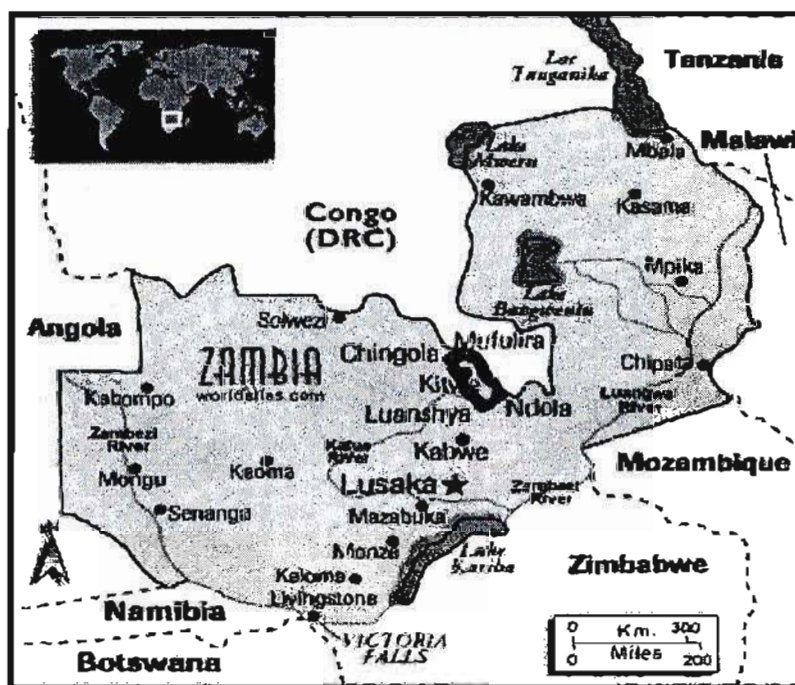 Tanzania
Lac
Tanganika
Malawi
Mbala
Lake
Mweru
Kawambwa
Kasama
Congo
(DRC)
Mpika
Lake
Bangweulu
Solwezi
Angola
Mufulira
Chingola
ZAMBIA
worldatlas.com
Kitwe
Chipata
Kabompo
Luanshya
Ndola
Luangwa
River
Zambezi
River
Kafue
River
Kabwe
Mongu
Kaoma
Lusaka
Zambezi
River
Mozambique
Senanga
Mazabuka
Monze
Lake
Kariba
Zimbabwe
Kaloma
Livingstone
Namibia
VICTORIA
FALLS
Botswana
0 Km. 300
0 Miles 200